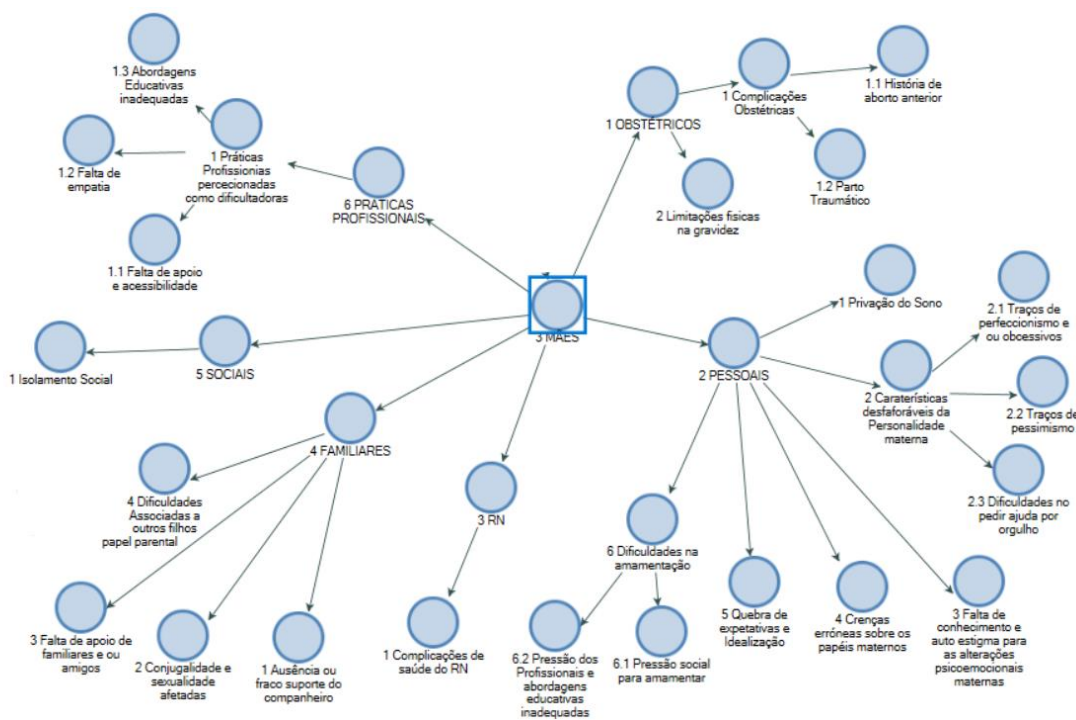 1.3 Abordagens
Educativas
inadequadas
1.2 Falta de
empatia
1 Práticas
Profissionias
percecionadas
como dificultadoras
1.1 Falta de apoio
e acessibilidade
6 PRATICAS
PROFISSIONAIS
1 OBSTÉTRICOS
1 Complicações
Obstétricas
1.1 História de
aborto anterior
1.2 Parto
Traumático
2 Limitações fisicas
na gravidez
3 MÃES
5 SOCIAIS
1 Isolamento Social
2 PESSOAIS
1 Privação do Sono
2 Caraterísticas
desfaforáveis da
Personalidade
materna
2.1 Traços de
perfeccionismo e
ou obcessivos
2.2 Traços de
pessimismo
2.3 Dificuldades no
pedir ajuda por
orgulho
4 FAMILIARES
4 Dificuldades
Associadas a
outros filhos
papel parental
3 Falta de apoio de
familiares e ou
amigos
2 Conjugalidade e
sexualidade
afetadas
1 Ausência ou
fraco suporte do
companheiro
3 RN
1 Complicações de
saúde do RN
6 Dificuldades na
amamentação
6.2 Pressão dos
Profissionais e
abordagens
educativas
inadequadas
6.1 Pressão social
para amamentar
5 Quebra de
expetativas e
Idealização
4 Crenças
erróneas sobre os
papéis maternos
3 Falta de
conhecimento e
auto estigma para
as alterações
psicoemocionais
maternas